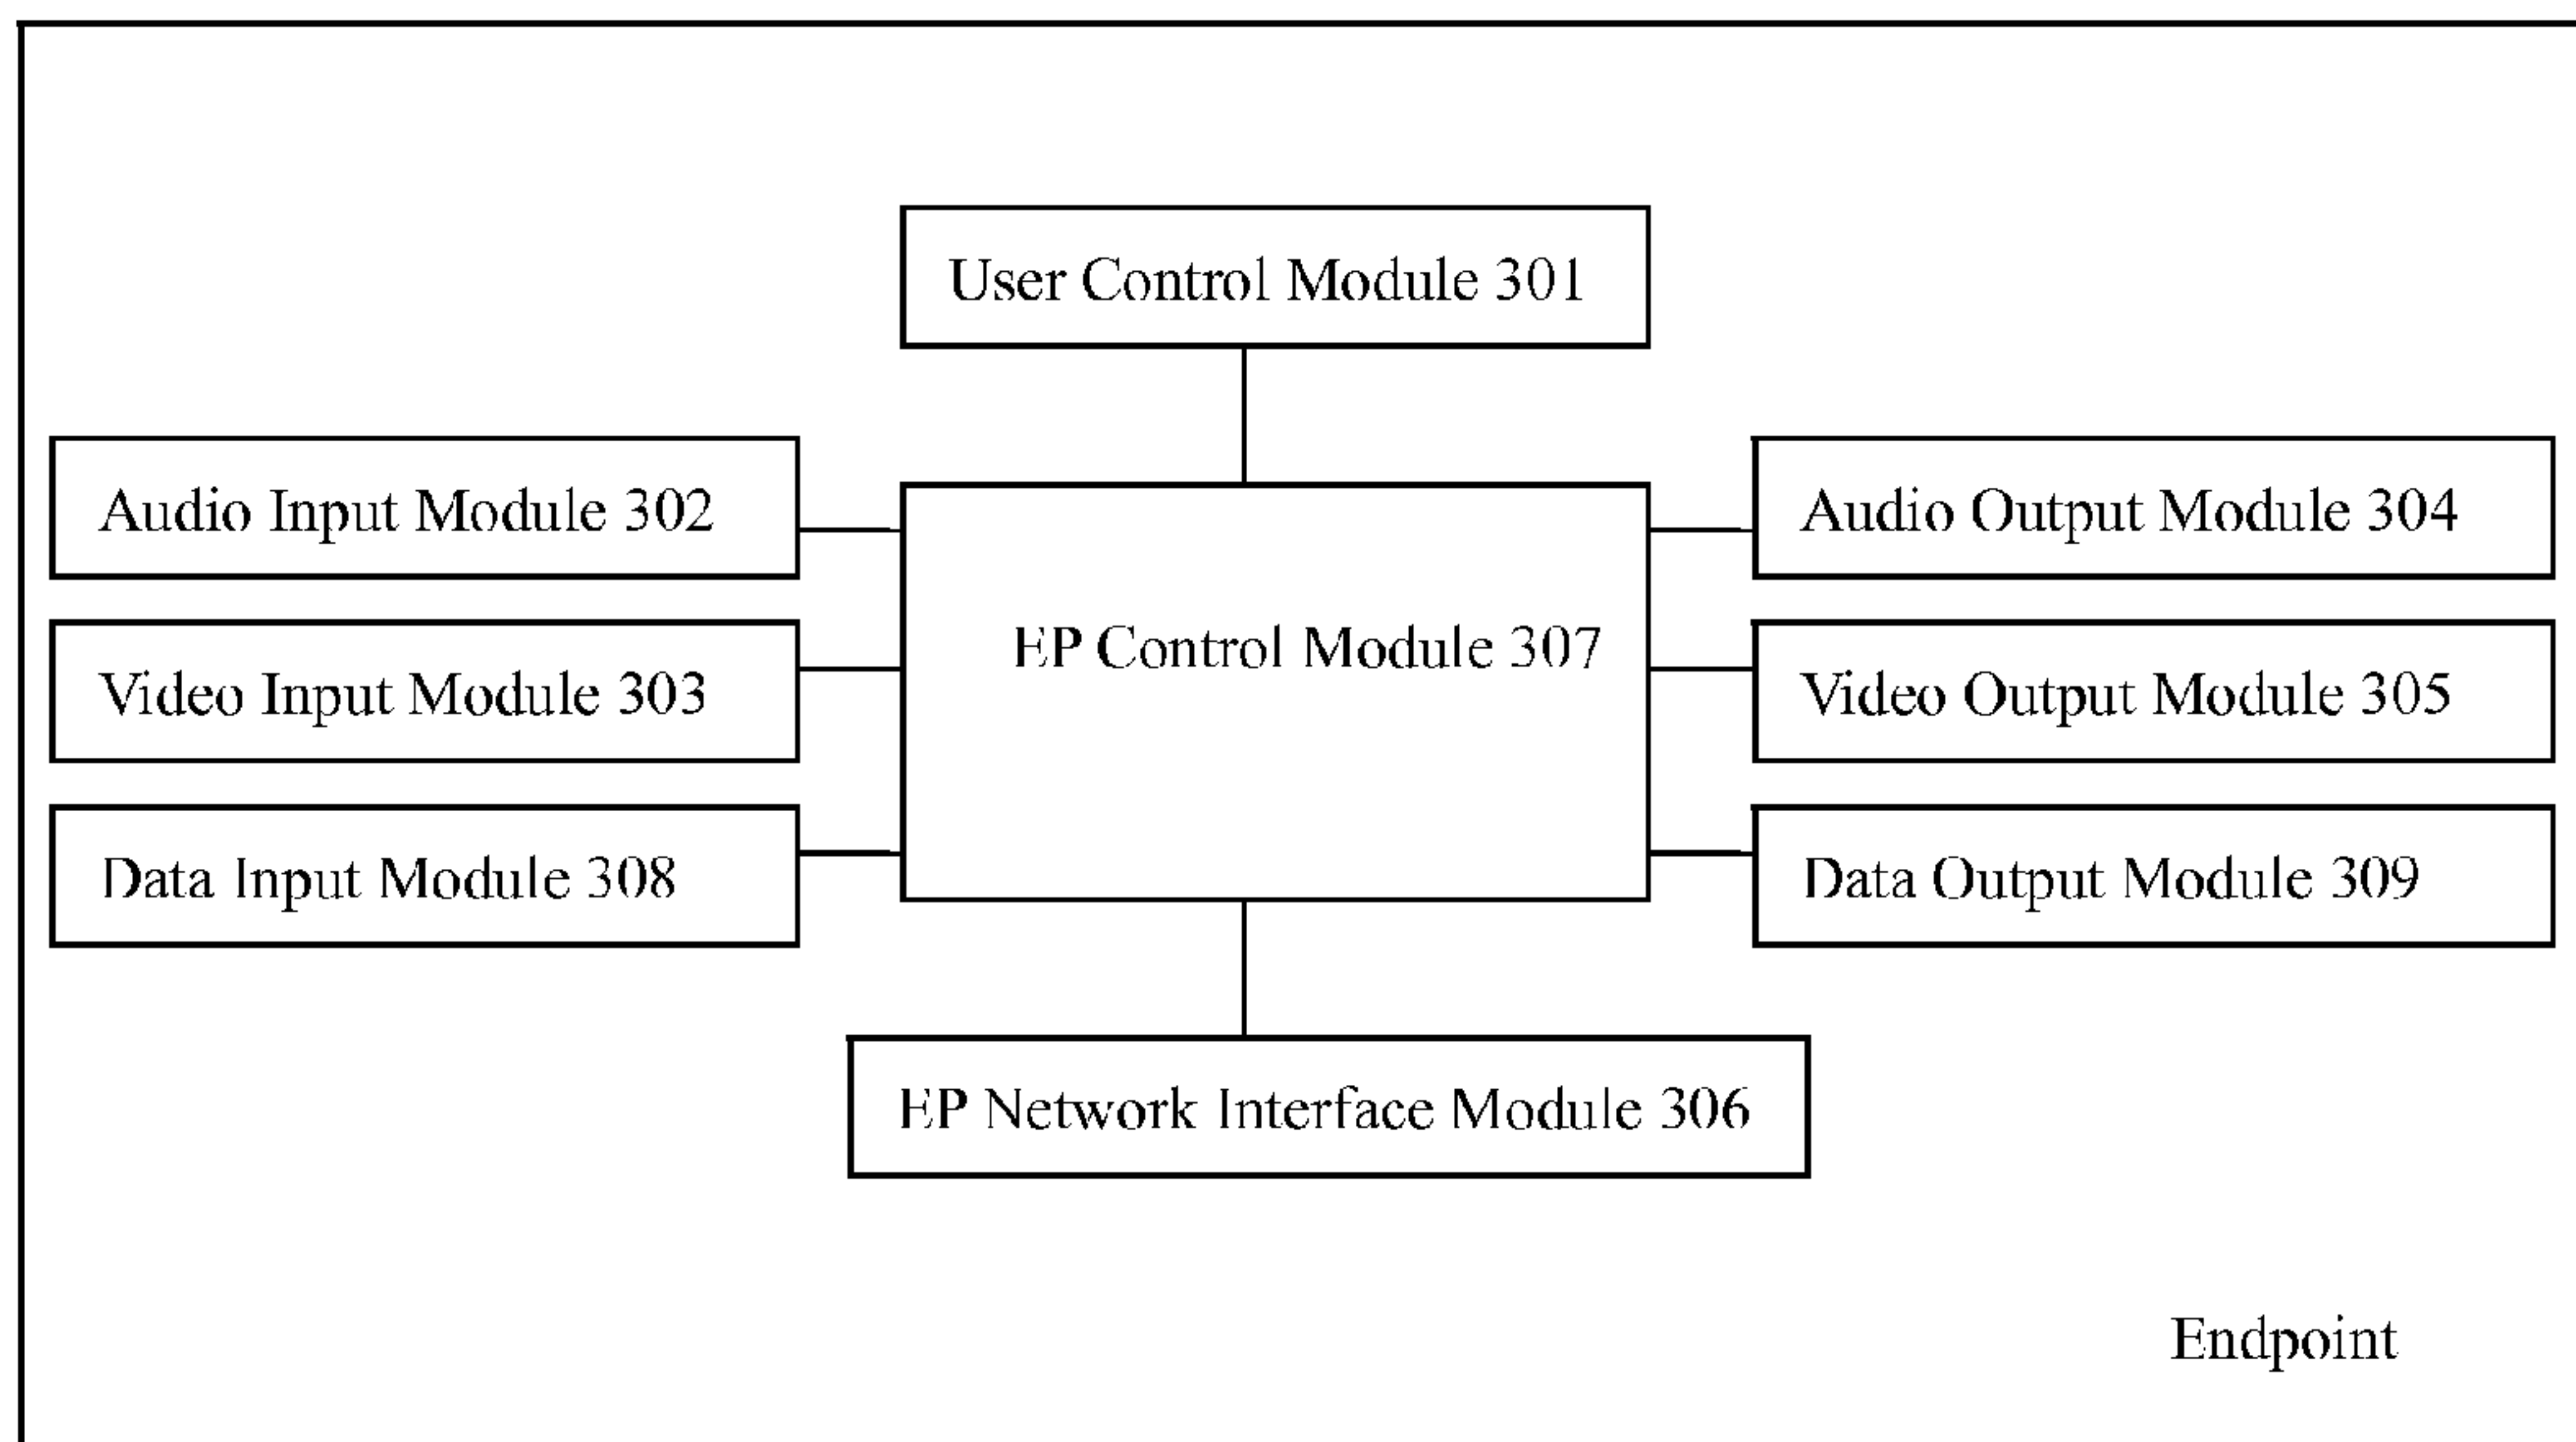 User Control Module 301
Audio Input Module 302
Audio Output Module 304
EP Control Module 307
Video Input Module 303
Video Output Module 305
Data Input Module 308
Data Output Module 309
EP Network Interface Module 306
Endpoint